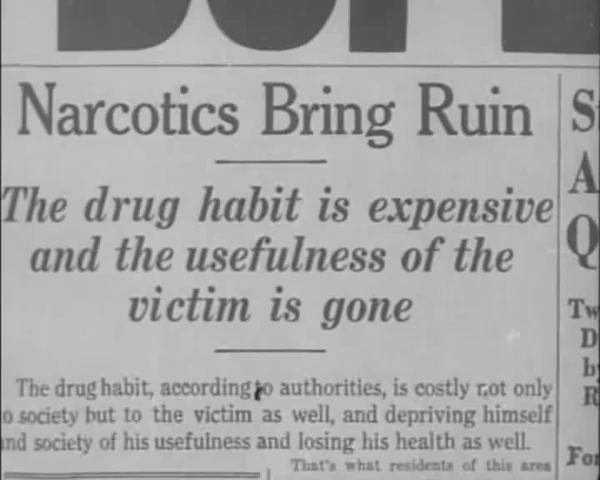 Narcotics Bring Ruin
The drug habit is expensive
and the usefulness of the
victim is gone
The drug habit, according to authorities, is costly not only
o society but to the victim as well, and depriving himself
nd society of his usefulness and losing his health as well.
That's what residents of this area
S
A
Q
Tw
D
b
R
For